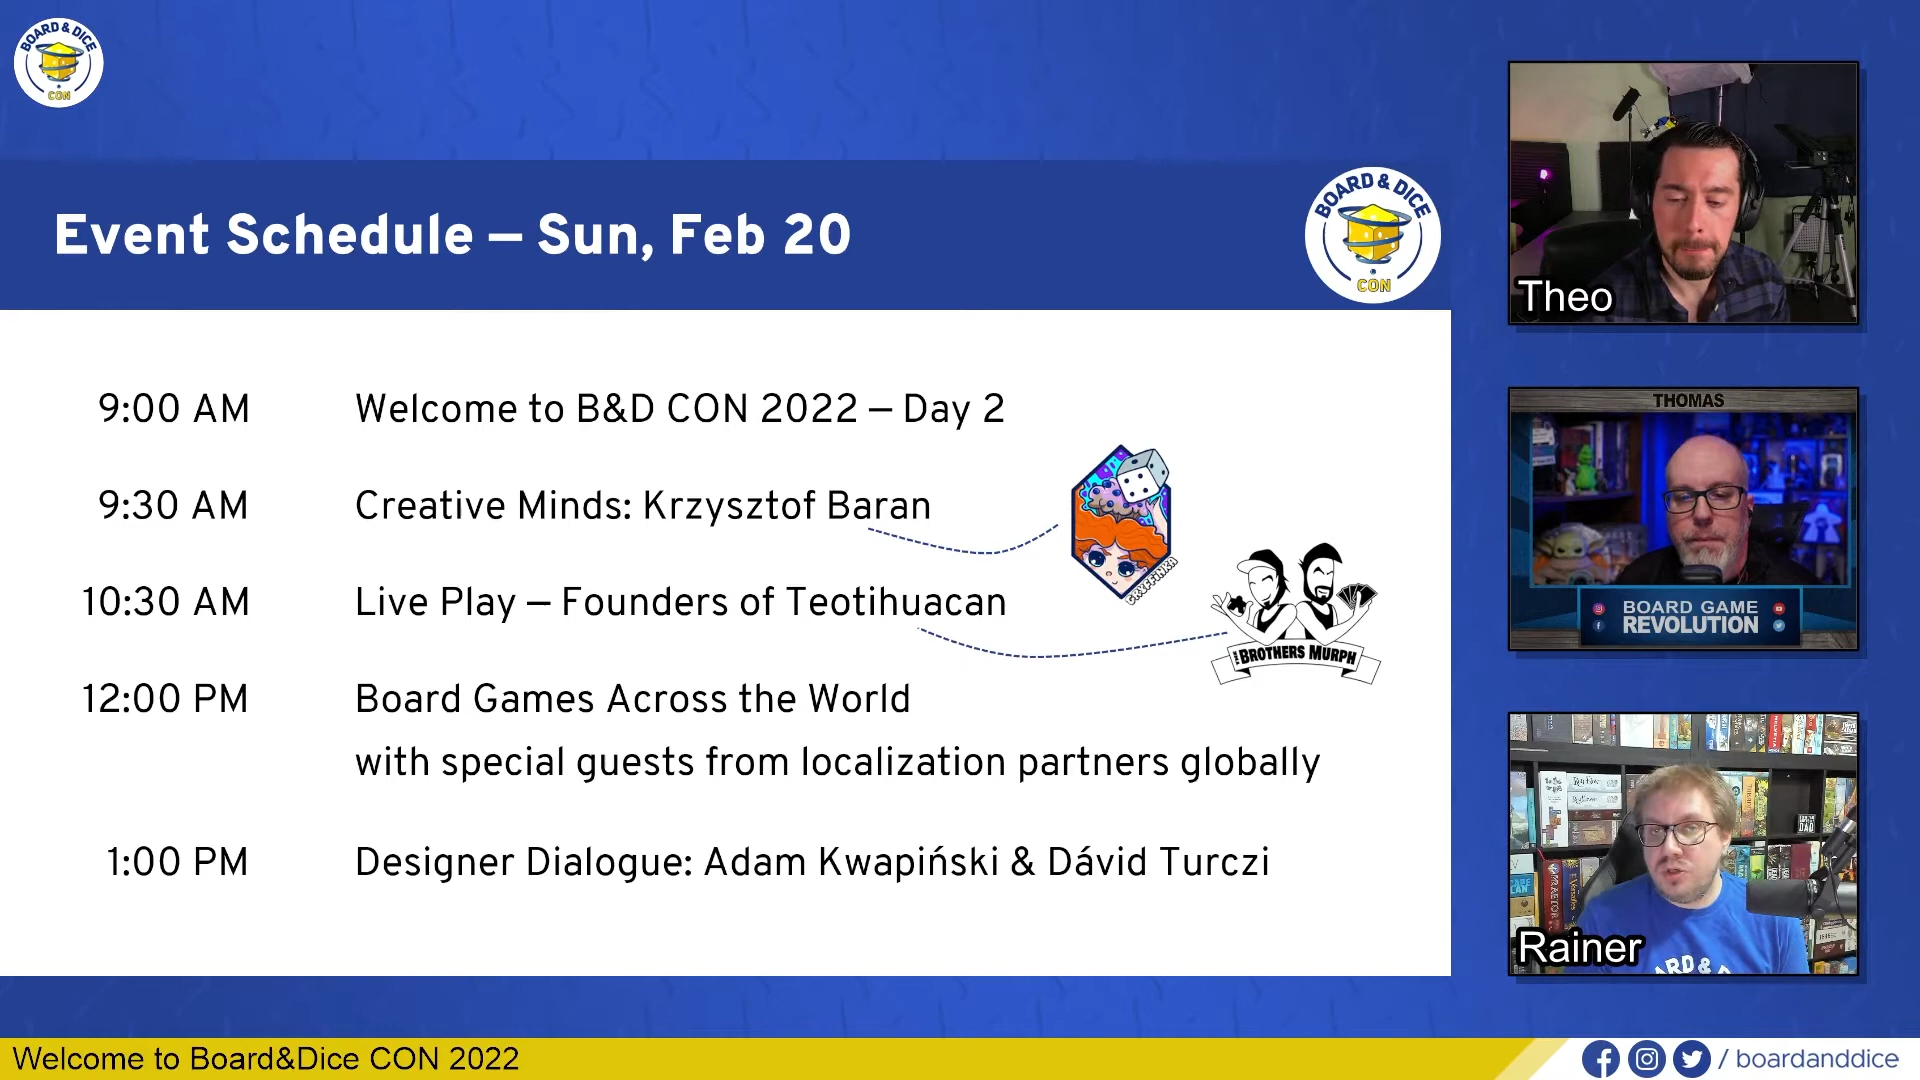 BOARD & DICE
CON
Event Schedule – Sun, Feb 20
BOARD & DICE
CON
9:00 AM Welcome to B&D CON 2022 – Day 2
9:30 AM Creative Minds: Krzysztof Baran
GRYFFINKA
10:30 AM Live Play – Founders of Teotihuacan
THE BROTHERS MURPH
12:00 PM Board Games Across the World
with special guests from localization partners globally
1:00 PM Designer Dialogue: Adam Kwapiński & Dávid Turczi
Theo
THOMAS
BOARD GAME
REVOLUTION
Rainer
Welcome to Board&Dice CON 2022
/ boardanddice